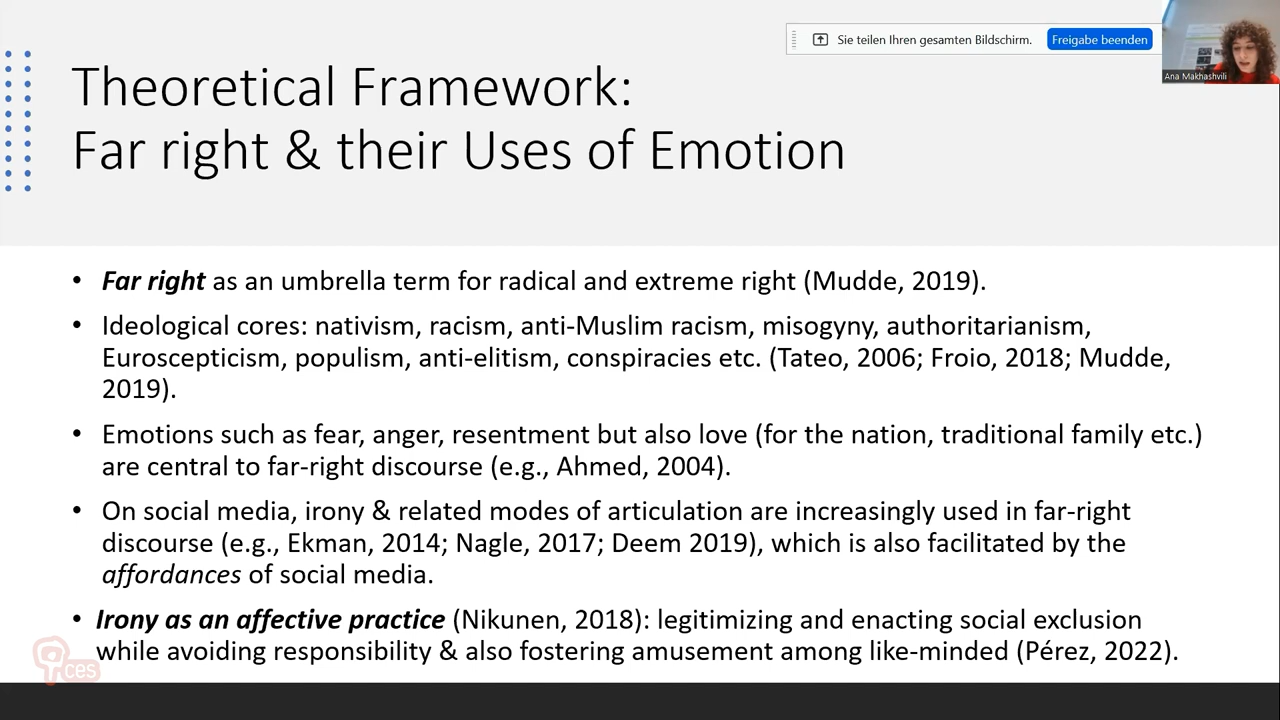 Sie teilen Ihren gesamten Bildschirm. Freigabe beenden
Ana Makhashvili
Theoretical Framework:
Far right & their Uses of Emotion
• Far right as an umbrella term for radical and extreme right (Mudde, 2019).
• Ideological cores: nativism, racism, anti-Muslim racism, misogyny, authoritarianism,
Euroscepticism, populism, anti-elitism, conspiracies etc. (Tateo, 2006; Froio, 2018; Mudde,
2019).
• Emotions such as fear, anger, resentment but also love (for the nation, traditional family etc.)
are central to far-right discourse (e.g., Ahmed, 2004).
• On social media, irony & related modes of articulation are increasingly used in far-right
discourse (e.g., Ekman, 2014; Nagle, 2017; Deem 2019), which is also facilitated by the
affordances of social media.
• Irony as an affective practice (Nikunen, 2018): legitimizing and enacting social exclusion
while avoiding responsibility & also fostering amusement among like-minded (Pérez, 2022).
ces